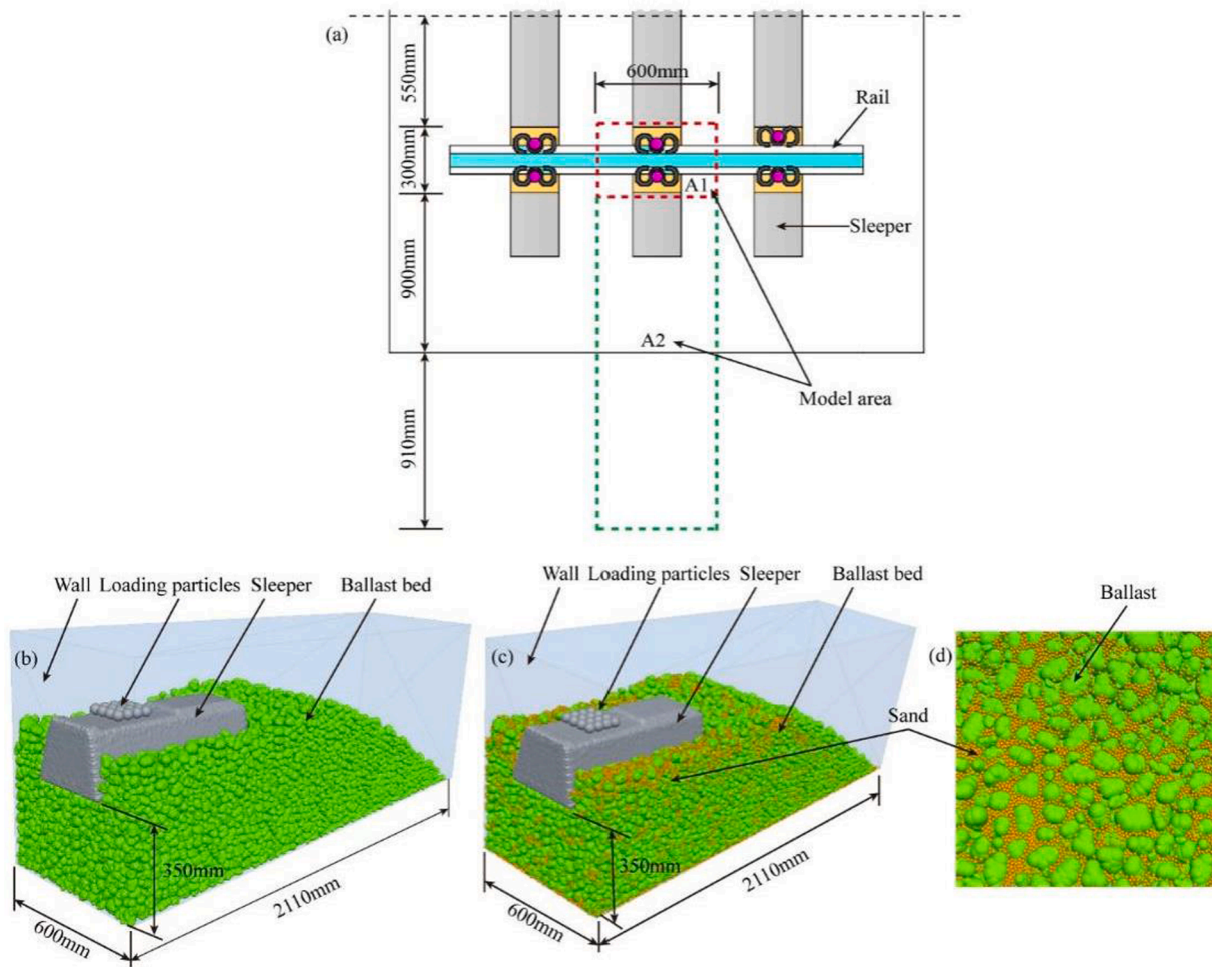 (a)
550mm
600mm
Rail
300mm
A1
Sleeper
900mm
A2
Model area
910mm
Wall Loading particles Sleeper Ballast bed
(b)
350mm
600mm
2110mm
Wall Loading particles Sleeper Ballast bed
(c)
350mm
600mm
2110mm
Ballast
(d)
Sand